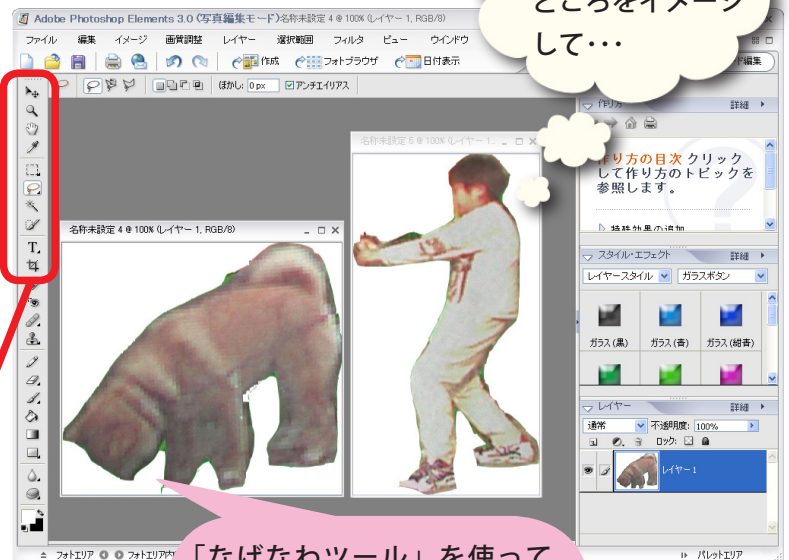 Adobe Photoshop Elements 3.0 (写真編集モード)名称未設定 4 @ 100% (レイヤー 1, RGB/8)
ところをイメージ
して・・・
ファイル 編集 イメージ 画質調整 レイヤー 選択範囲 フィルタ ビュー ウインドウ
作成 フォトブラウザ 日付表示
ド編集
ぼかし: 0 px アンチエイリアス
作り方 詳細
作り方の目次 クリック
して作り方のトピックを
参照します。
特殊効果の追加
名称未設定 5 @ 100% (レイヤー 1...
名称未設定 4 @ 100% (レイヤー 1, RGB/8)
T
スタイル・エフェクト 詳細
レイヤースタイル ガラスボタン
ガラス (黒) ガラス (青) ガラス (紺青)
レイヤー 詳細
通常 不透明度: 100%
ロック:
レイヤー 1
フォトエリア フォトエリア内
パレットエリア
「なげなわツール」を使って